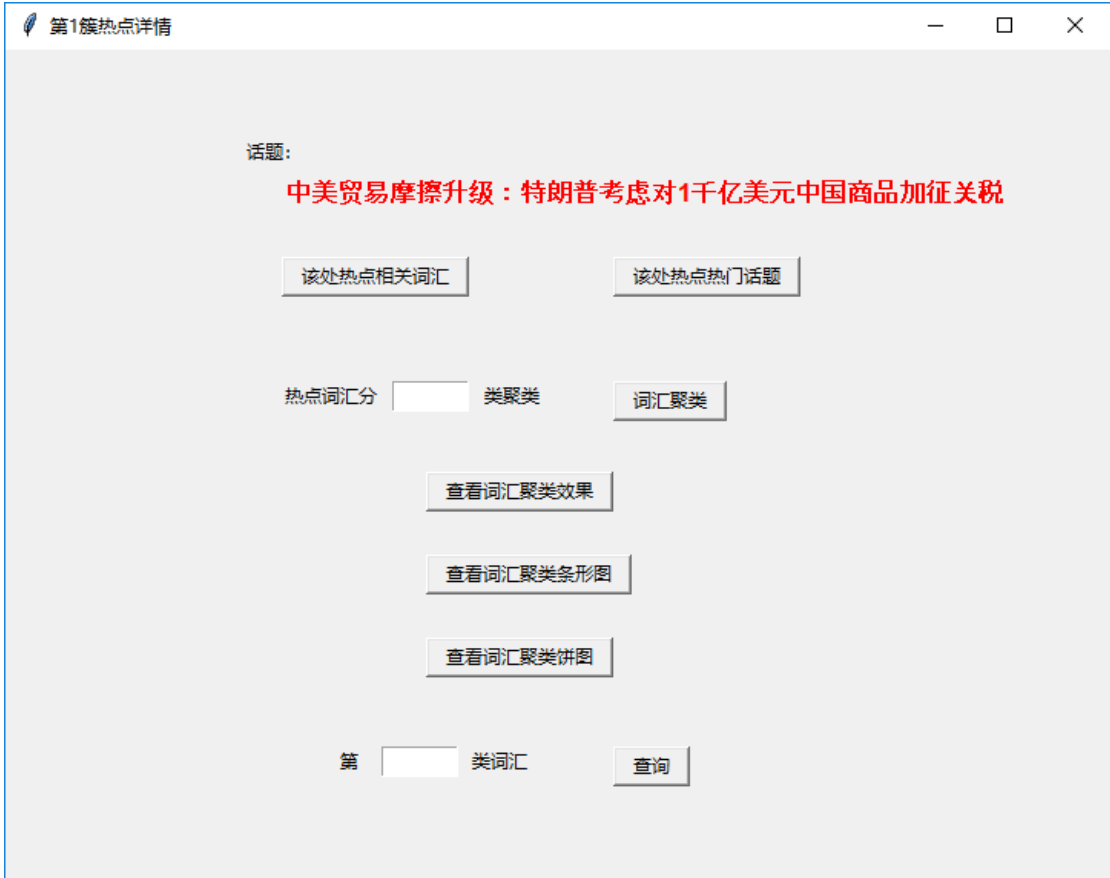 第1簇热点详情
话题：
中美贸易摩擦升级：特朗普考虑对1千亿美元中国商品加征关税
该处热点相关词汇 该处热点热门话题
热点词汇分 类聚类 词汇聚类
查看词汇聚类效果
查看词汇聚类条形图
查看词汇聚类饼图
第 类词汇 查询